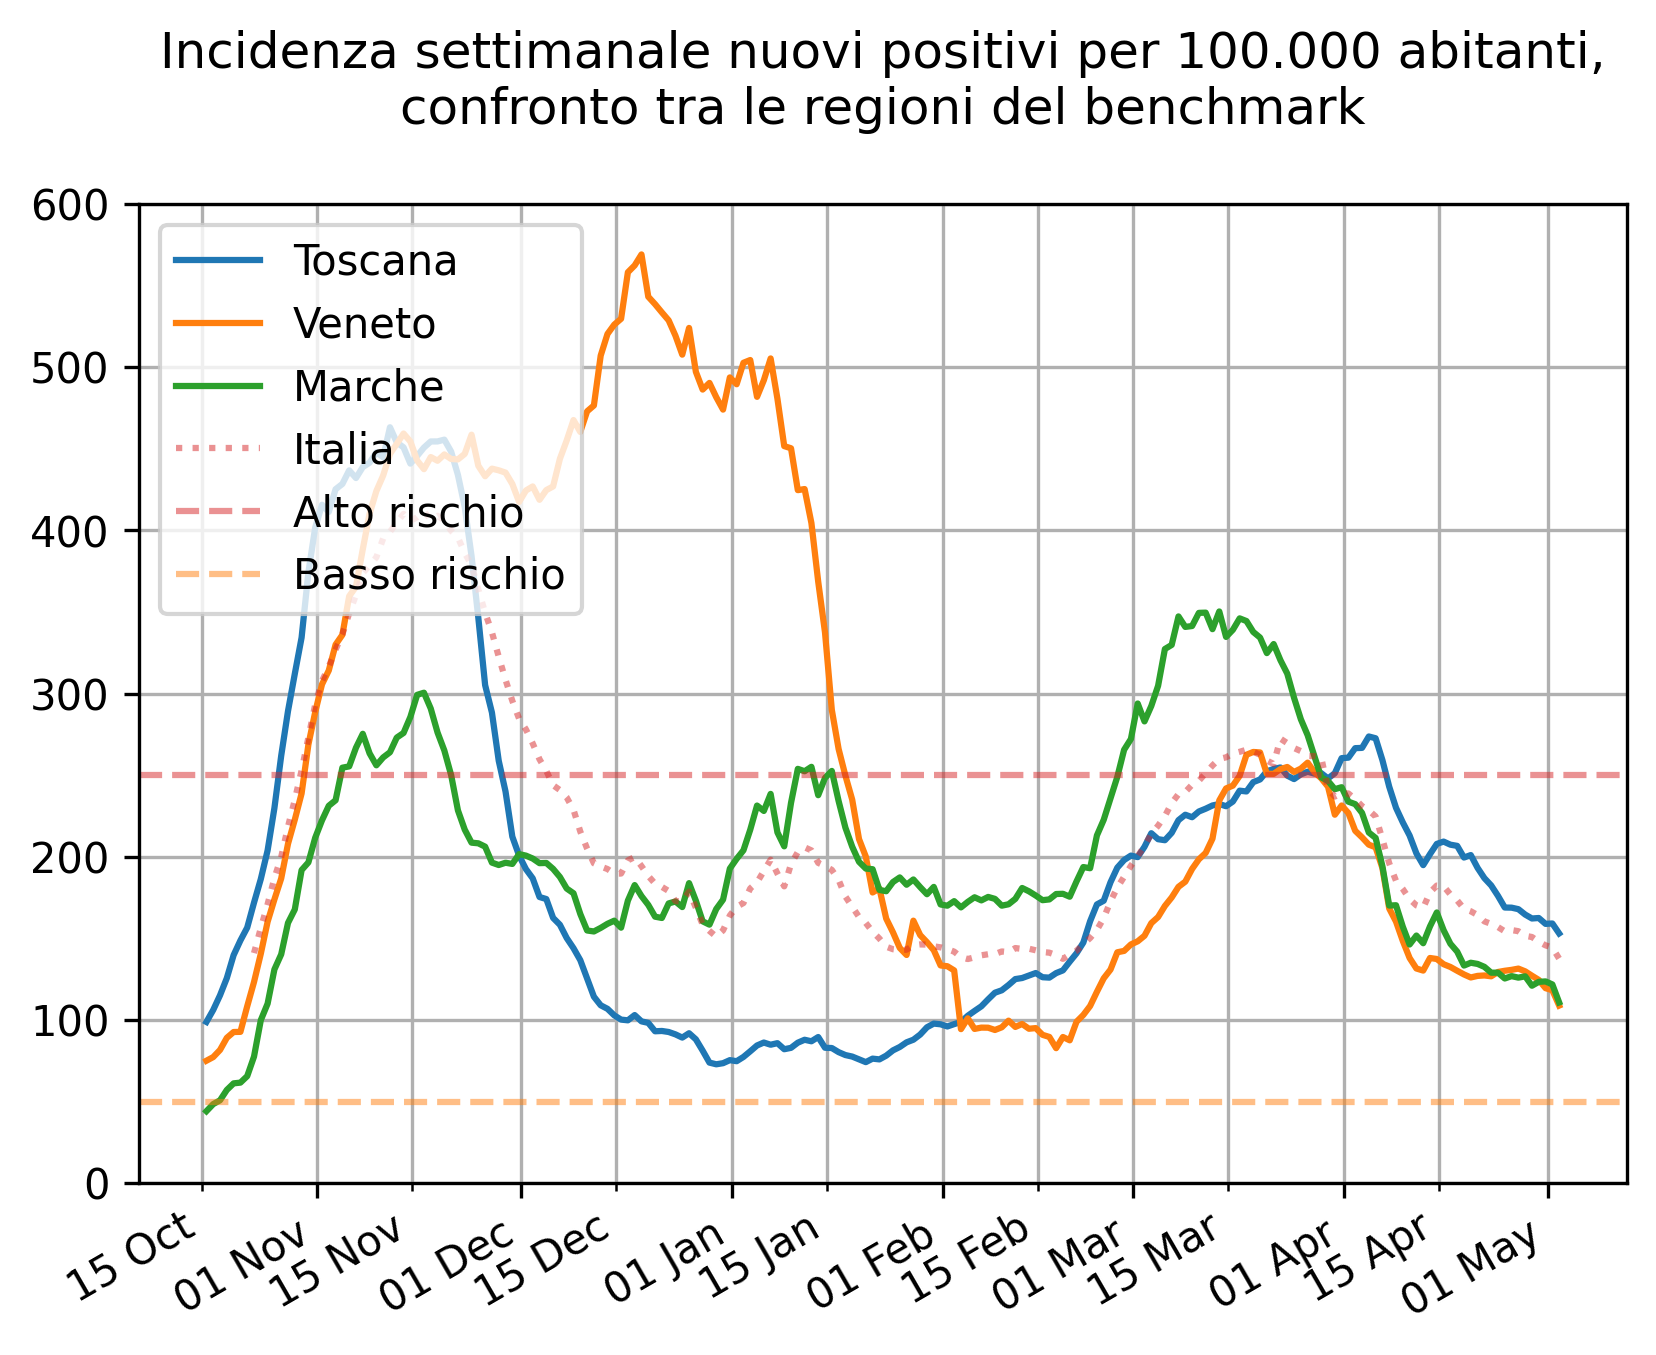 Incidenza settimanale nuovi positivi per 100.000 abitanti,
confronto tra le regioni del benchmark
600
500
400
300
200
100
0
Toscana
Veneto
Marche
Italia
Alto rischio
Basso rischio
15 Oct
01 Nov
15 Nov
01 Dec
15 Dec
01 Jan
15 Jan
01 Feb
15 Feb
01 Mar
15 Mar
01 Apr
15 Apr
01 May